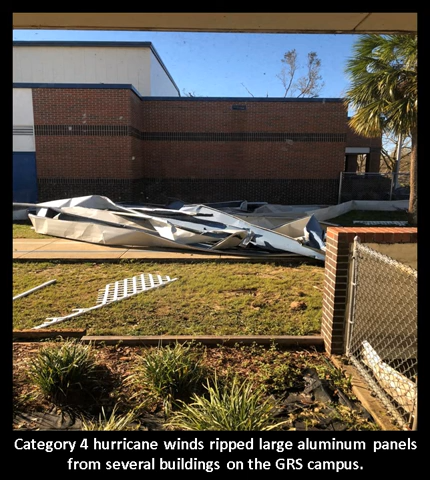 Category 4 hurricane winds ripped large aluminum panels
from several buildings on the GRS campus.